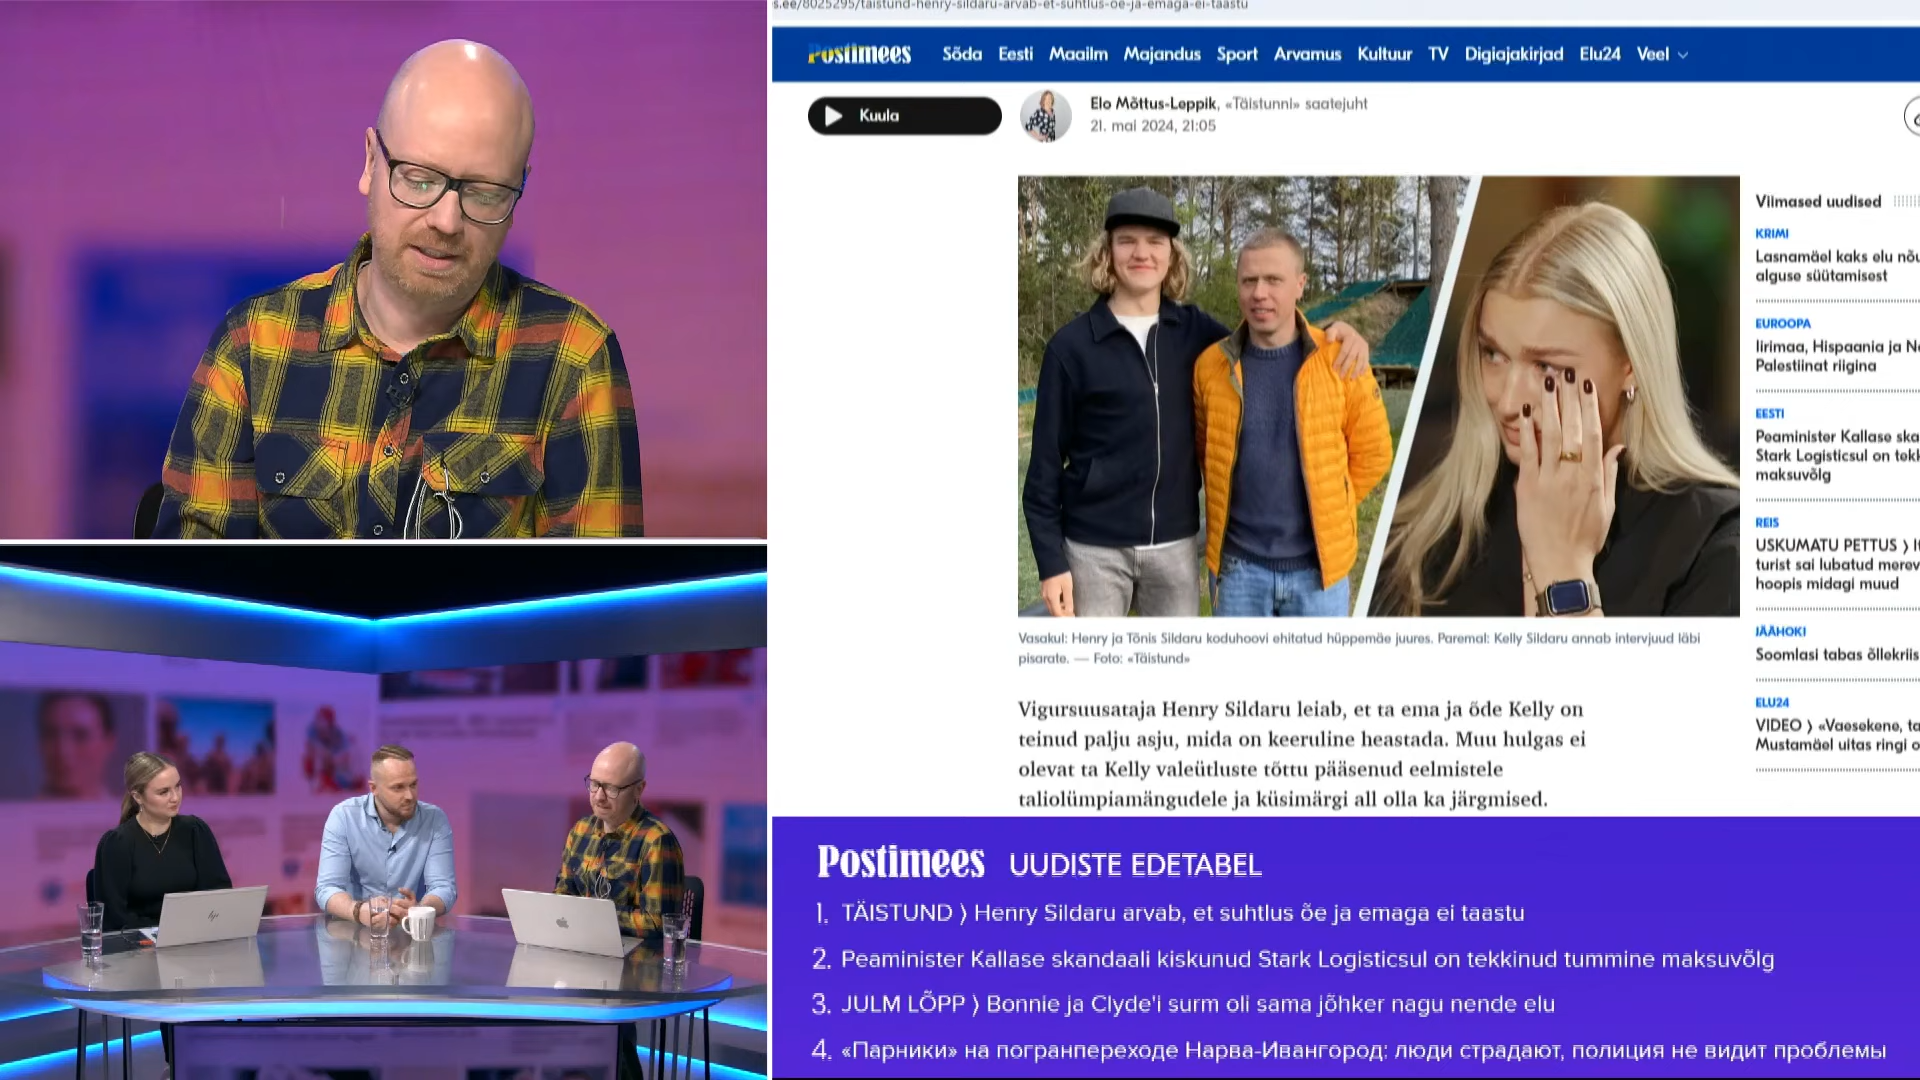 s.ee/8025295/taistund-henry-sildaru-arvab-et-suhtlus-oe-ja-emaga-ei-taastu
Postimees Sõda Eesti Maailm Majandus Sport Arvamus Kultuur TV Digiajakirjad Elu24 Veel
Kuula
Elo Mõttus-Leppik, «Täistunni» saatejuht
21. mai 2024, 21:05
Vasakul: Henry ja Tõnis Sildaru koduhoovi ehitatud hüppemäe juures. Paremal: Kelly Sildaru annab intervjuud läbi
pisarate. — Foto: «Täistund»
Vigursuusataja Henry Sildaru leiab, et ta ema ja õde Kelly on
teinud palju asju, mida on keeruline heastada. Muu hulgas ei
olevat ta Kelly valeütluste tõttu pääsenud eelmistele
taliolümpiamängudele ja küsimärgi all olla ka järgmised.
Viimased uudised
KRIMI
Lasnamäel kaks elu nõu
alguse süütamisest
EUROOPA
Iirimaa, Hispaania ja No
Palestiinat riigina
EESTI
Peaminister Kallase ska
Stark Logisticsul on tekk
maksuvõlg
REIS
USKUMATU PETTUS ⟩ It
turist sai lubatud merev
hoopis midagi muud
JÄÄHOKI
Soomlasi tabas õllekriis
ELU24
VIDEO ⟩ «Vaesekene, ta
Mustamäel uitas ringi o
Postimees UUDISTE EDETABEL
1. TÄISTUND ⟩ Henry Sildaru arvab, et suhtlus õe ja emaga ei taastu
2. Peaminister Kallase skandaali kiskunud Stark Logisticsul on tekkinud tummine maksuvõlg
3. JULM LÕPP ⟩ Bonnie ja Clyde'i surm oli sama jõhker nagu nende elu
4. «Парники» на погранпереходе Нарва-Ивангород: люди страдают, полиция не видит проблемы
hp